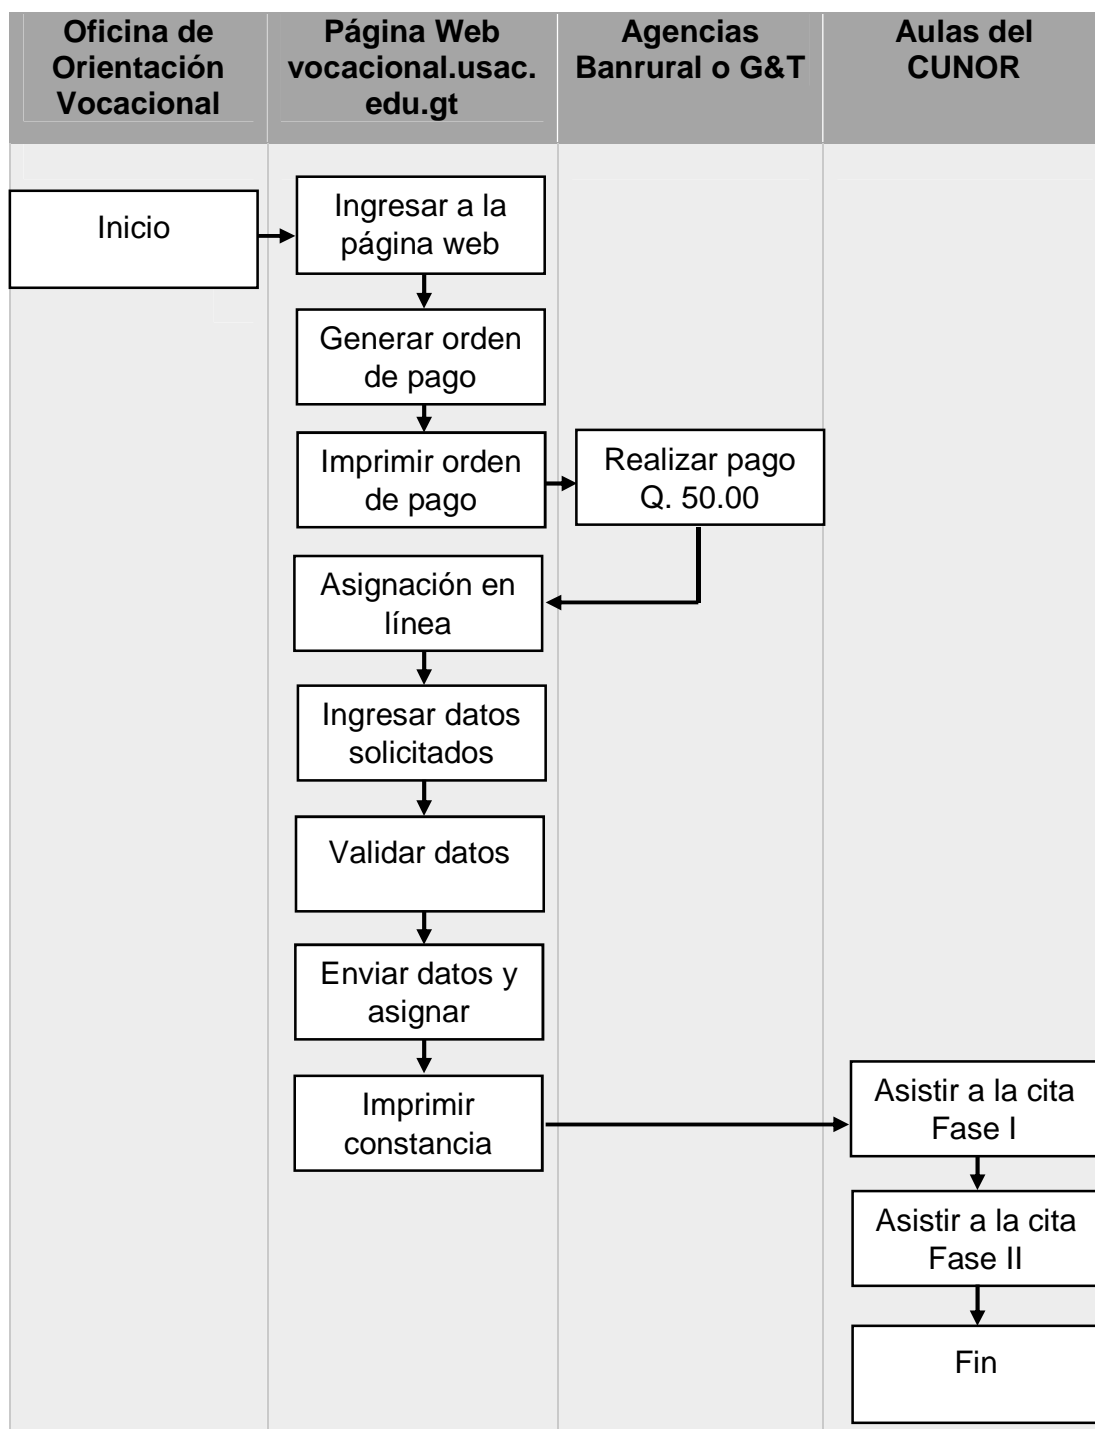 Oficina de
Orientación
Vocacional
Página Web
vocacional.usac.
edu.gt
Agencias
Banrural o G&T
Aulas del
CUNOR
Inicio
Ingresar a la
página web
Generar orden
de pago
Imprimir orden
de pago
Realizar pago
Q. 50.00
Asignación en
línea
Ingresar datos
solicitados
Validar datos
Enviar datos y
asignar
Imprimir
constancia
Asistir a la cita
Fase I
Asistir a la cita
Fase II
Fin